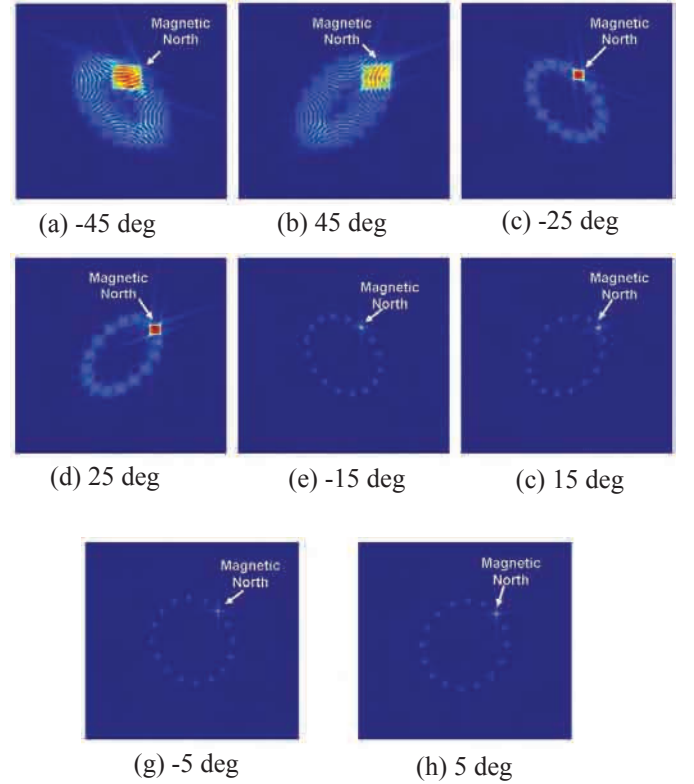 Magnetic
North
Magnetic
North
Magnetic
North
(a) -45 deg
(b) 45 deg
(c) -25 deg
Magnetic
North
Magnetic
North
Magnetic
North
(d) 25 deg
(e) -15 deg
(c) 15 deg
Magnetic
North
Magnetic
North
(g) -5 deg
(h) 5 deg